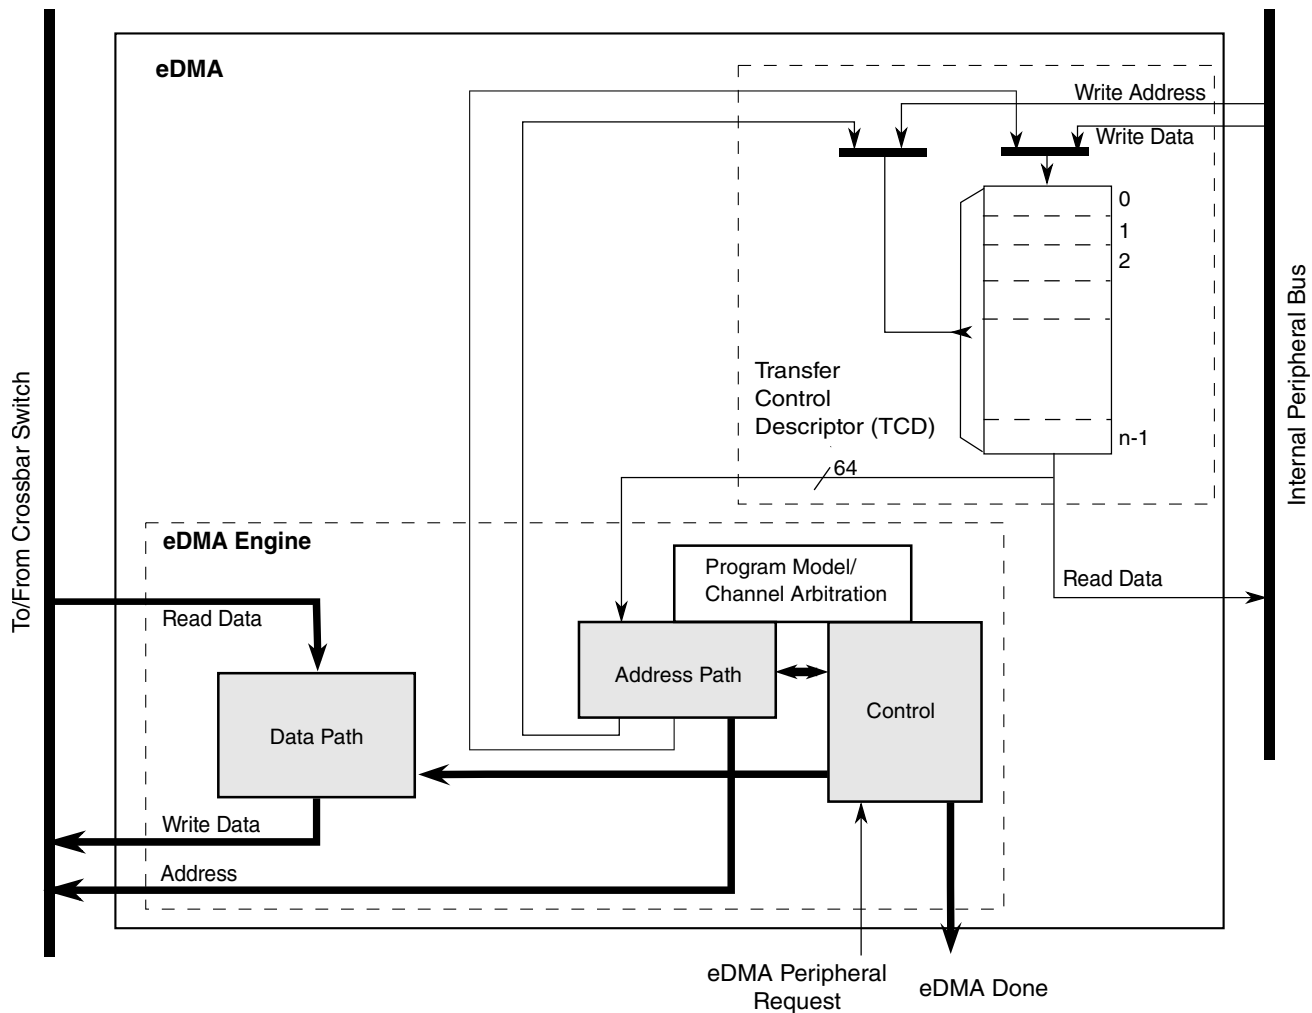 eDMA
Write Address
Write Data
0
1
2
n-1
Transfer
Control
Descriptor (TCD)
64
To/From Crossbar Switch
Internal Peripheral Bus
eDMA Engine
Program Model/
Channel Arbitration
Read Data
Read Data
Address Path
Control
Data Path
Write Data
Address
eDMA Peripheral
Request
eDMA Done